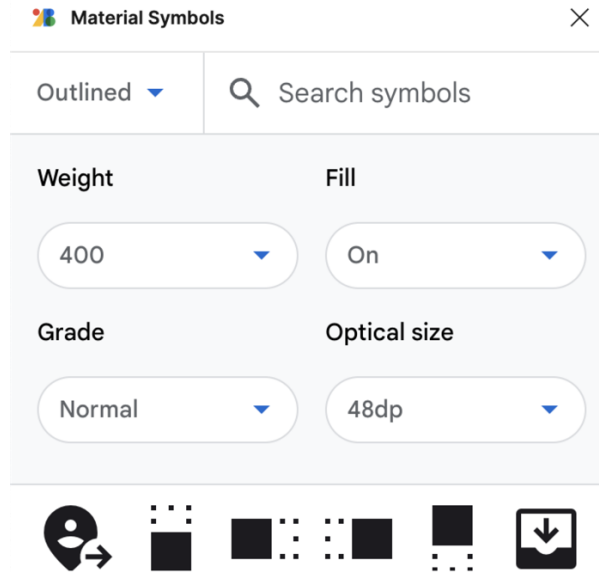 Material Symbols
Outlined
Search symbols
Weight
Fill
400
On
Grade
Optical size
Normal
48dp